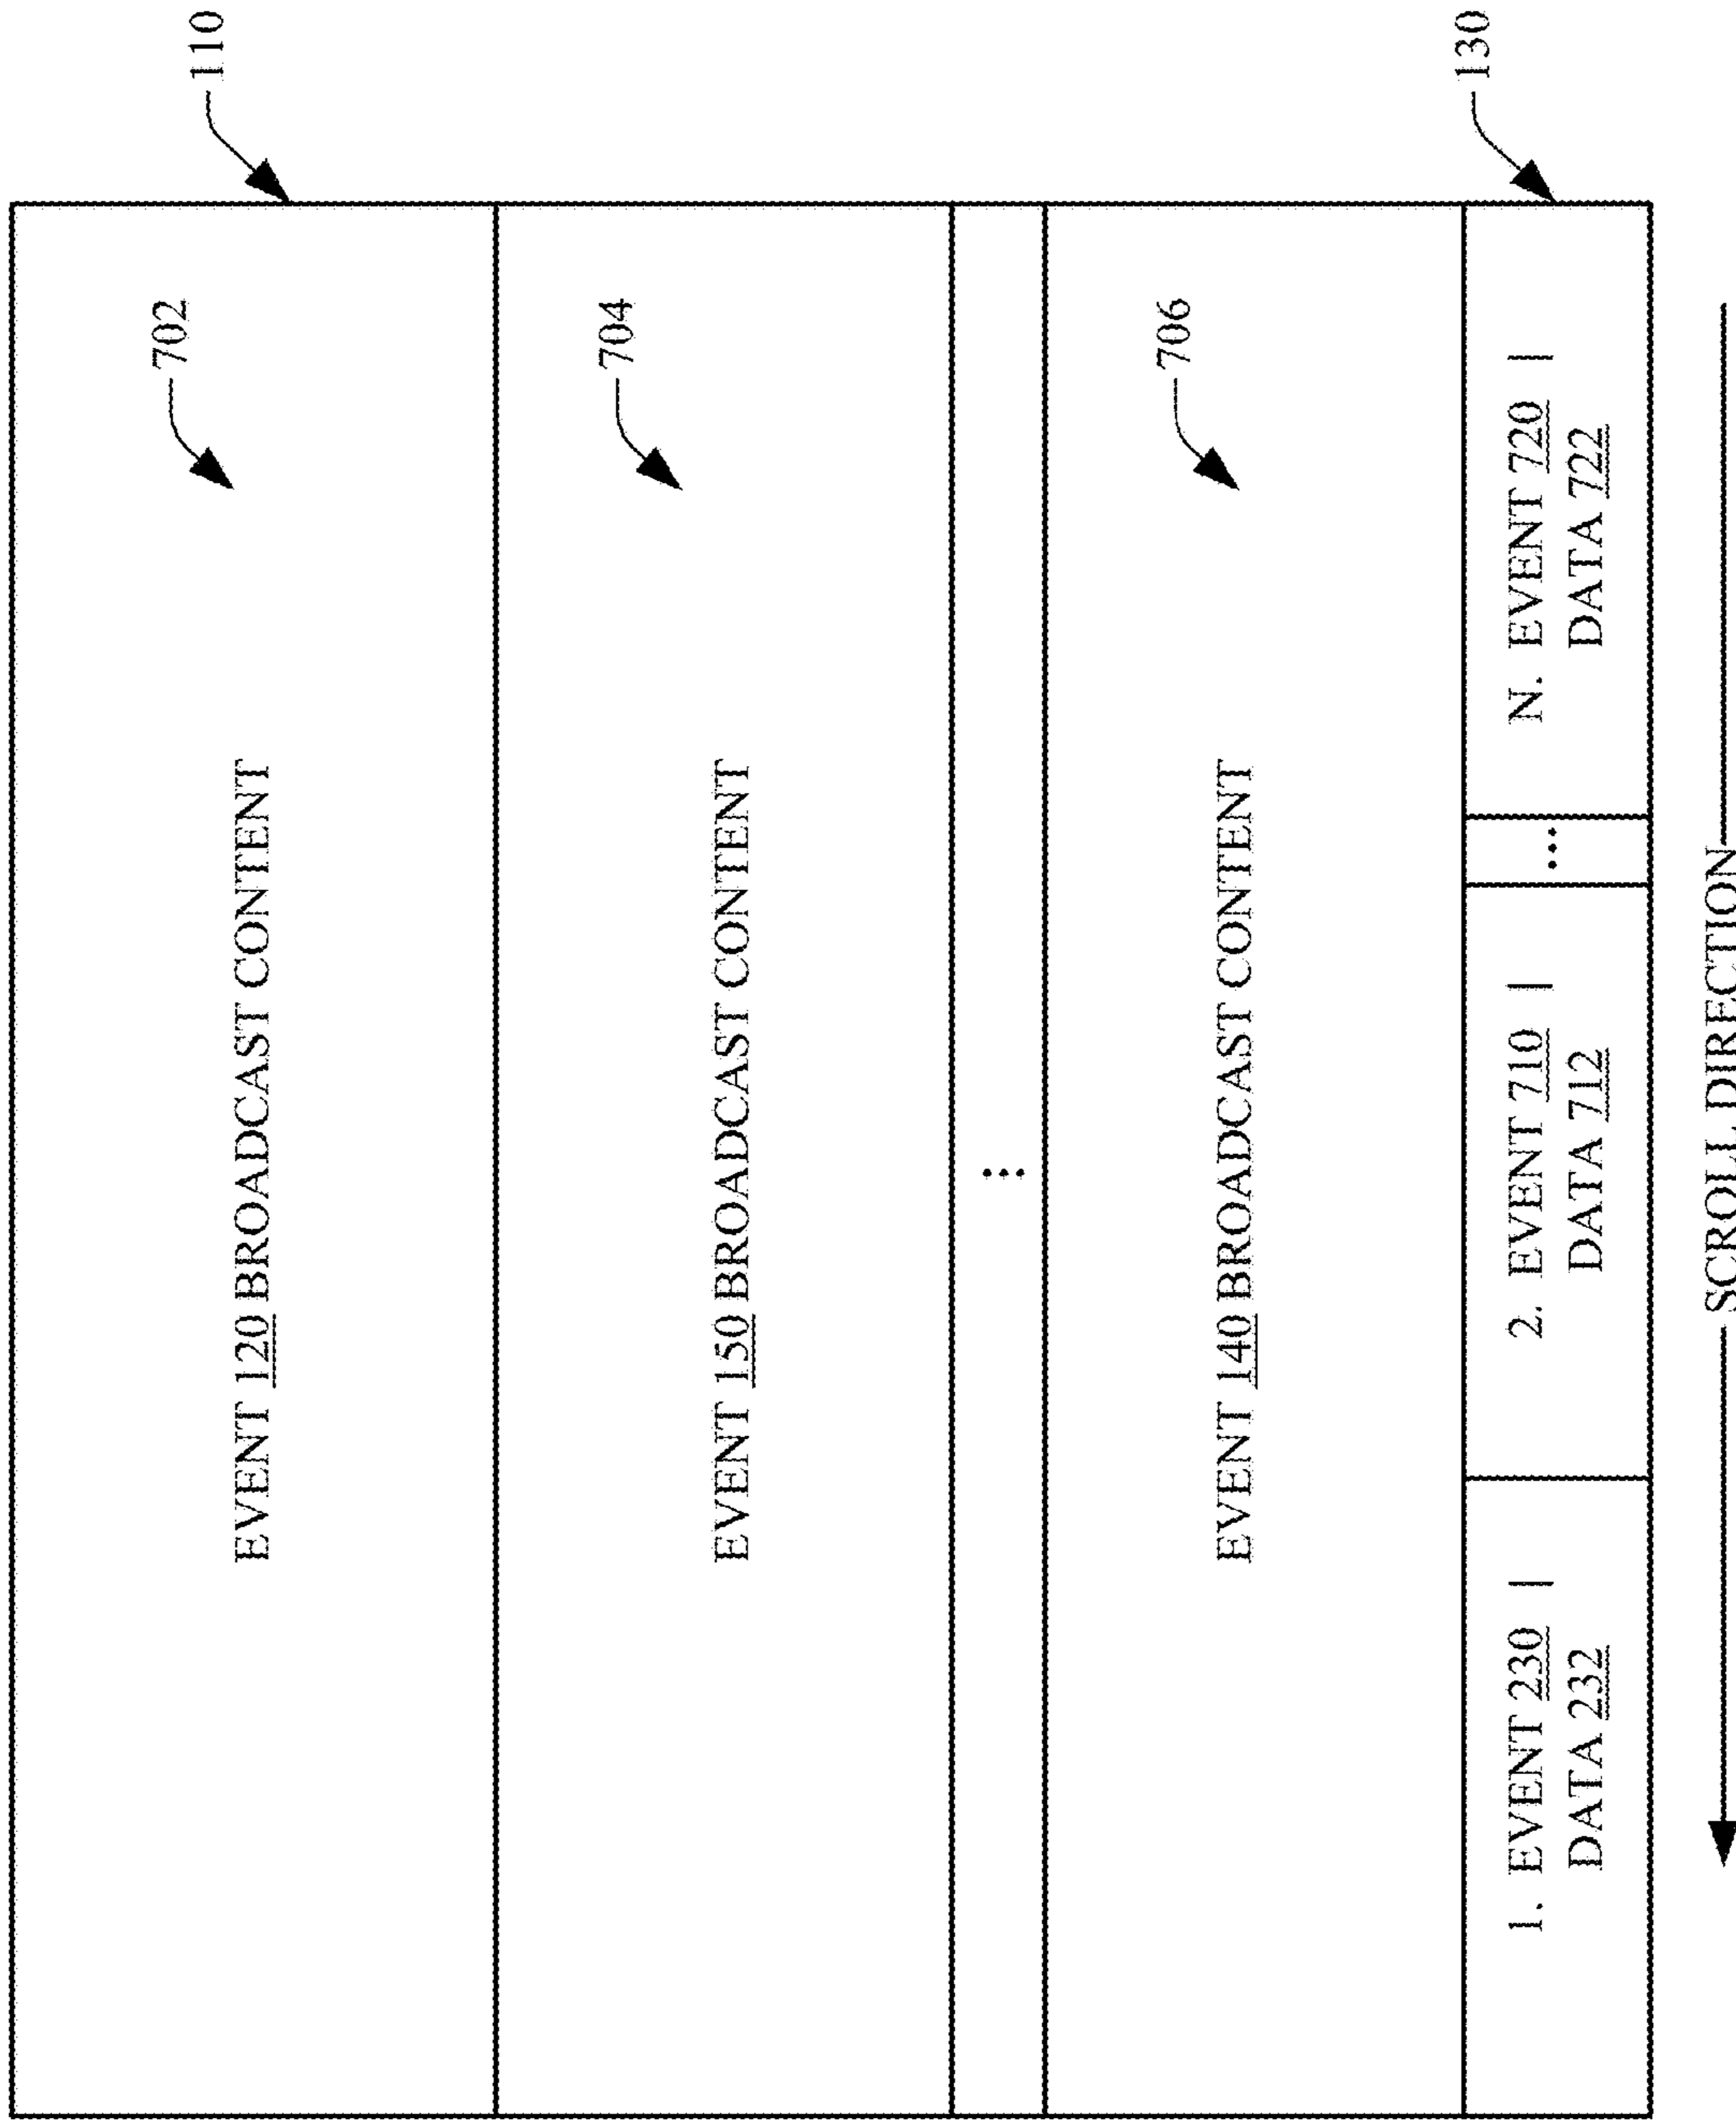 110
702
EVENT 120 BROADCAST CONTENT
704
EVENT 150 BROADCAST CONTENT
...
706
EVENT 140 BROADCAST CONTENT
130
1. EVENT 230 |
DATA 232
2. EVENT 710 |
DATA 712
...
N. EVENT 720 |
DATA 722
SCROLL DIRECTION